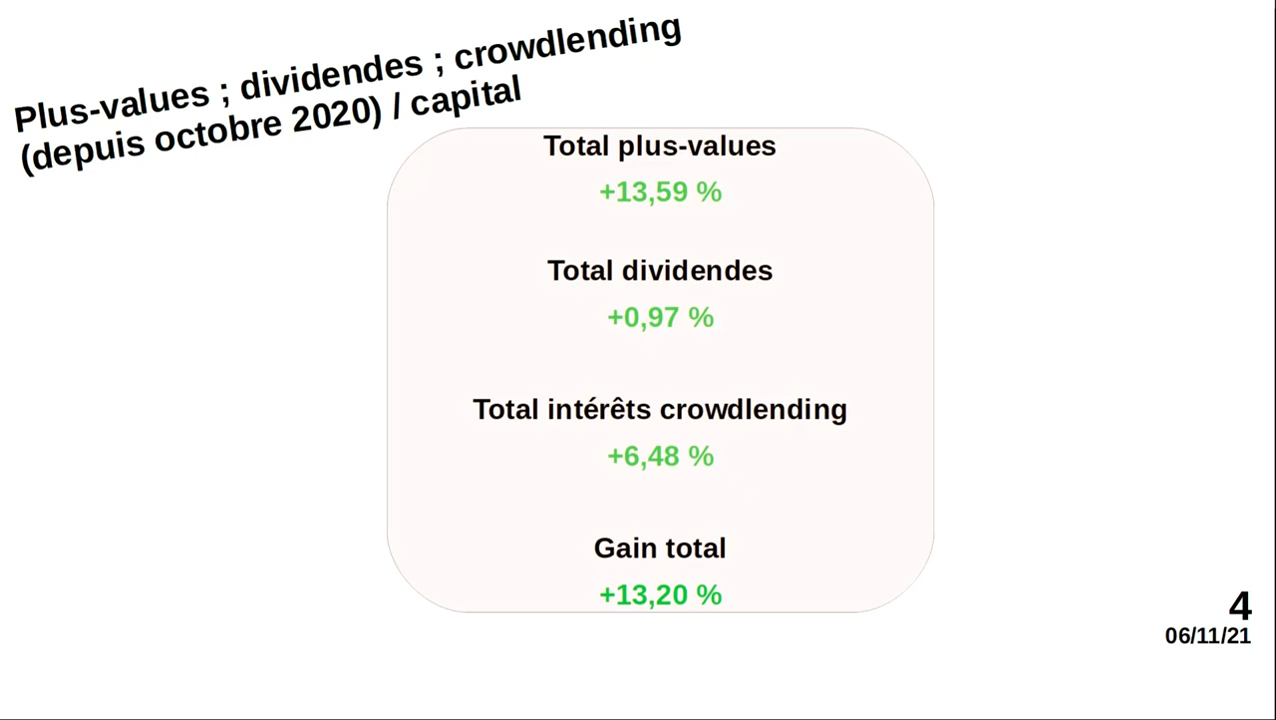 Plus-values ; dividendes ; crowdlending
(depuis octobre 2020) / capital
Total plus-values
+13,59 %
Total dividendes
+0,97 %
Total intérêts crowdlending
+6,48 %
Gain total
+13,20 %
4
06/11/21